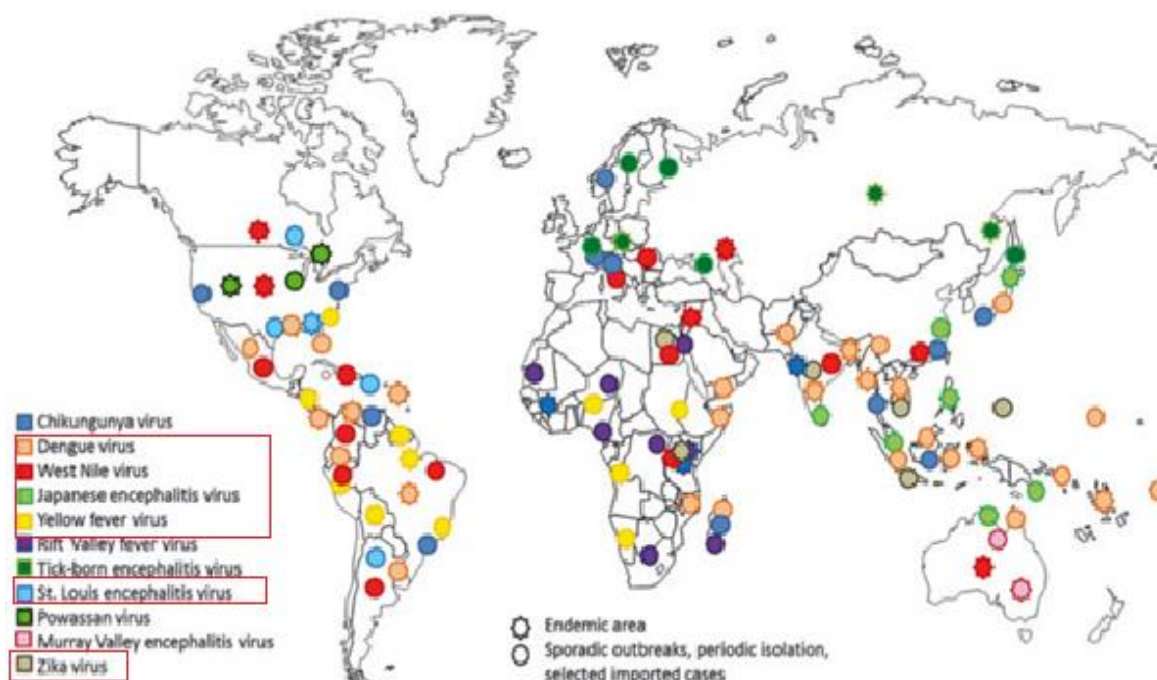 Chikungunya virus
Dengue virus
West Nile virus
Japanese encephalitis virus
Yellow fever virus
Rift Valley fever virus
Tick-born encephalitis virus
St. Louis encephalitis virus
Powassan virus
Murray Valley encephalitis virus
Zika virus
Endemic area
Sporadic outbreaks, periodic isolation,
selected imported cases